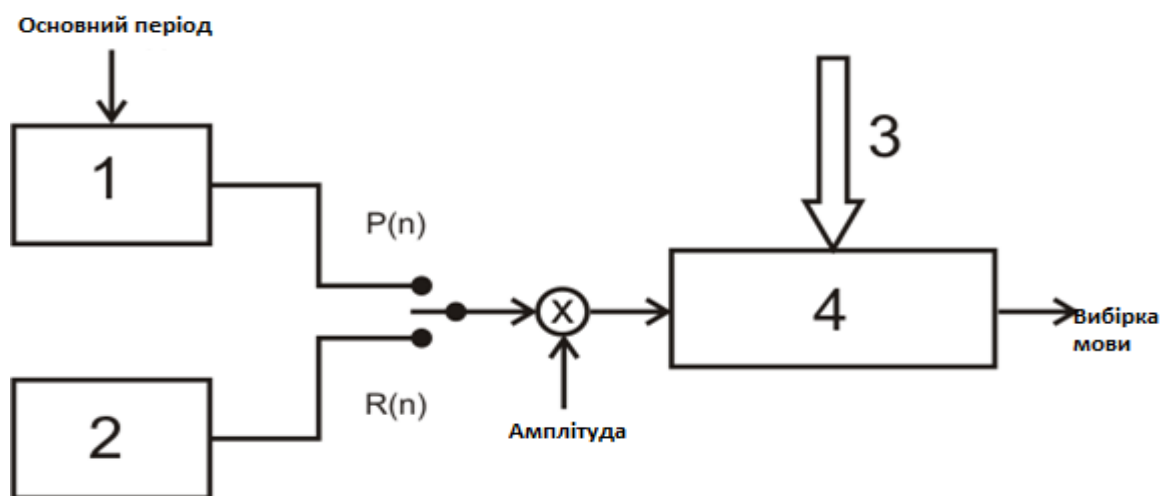 Основний період
1
3
P(n)
x
4
Вибірка
мови
R(n)
2
Амплітуда